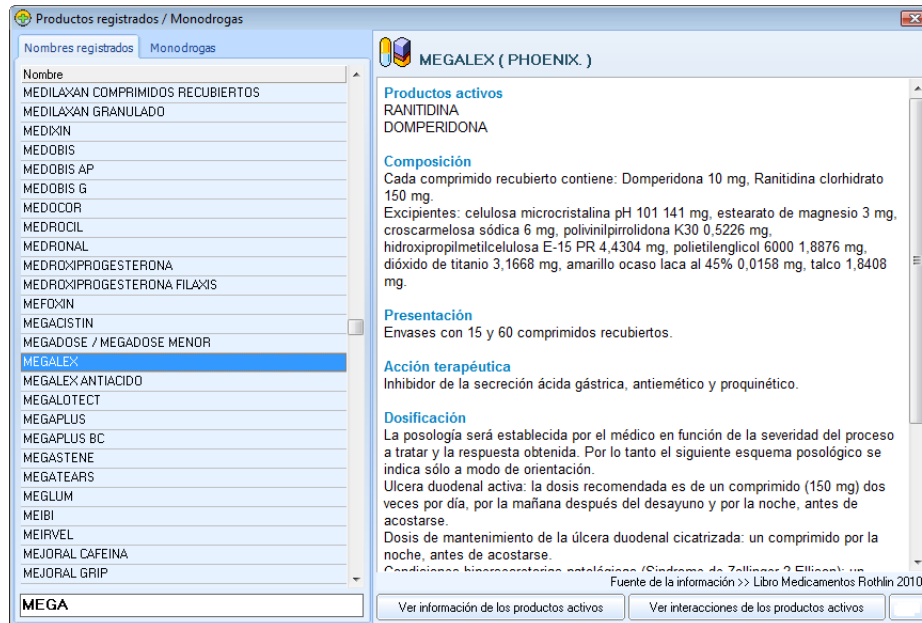 Productos registrados / Monodrogas
Nombres registrados
Monodrogas
Nombre
MEDILAXAN COMPRIMIDOS RECUBIERTOS
MEDILAXAN GRANULADO
MEDIXIN
MEDOBIS
MEDOBIS AP
MEDOBIS G
MEDOCOR
MEDROCIL
MEDRONAL
MEDROXIPROGESTERONA
MEDROXIPROGESTERONA FILAXIS
MEFOXIN
MEGACISTIN
MEGADOSE / MEGADOSE MENOR
MEGALEX
MEGALEX ANTIACIDO
MEGALOTECT
MEGAPLUS
MEGAPLUS BC
MEGASTENE
MEGATEARS
MEGLUM
MEIBI
MEIRVEL
MEJORAL CAFEINA
MEJORAL GRIP
MEGA
MEGALEX ( PHOENIX. )
Productos activos
RANITIDINA
DOMPERIDONA
Composición
Cada comprimido recubierto contiene: Domperidona 10 mg, Ranitidina clorhidrato
150 mg.
Excipientes: celulosa microcristalina pH 101 141 mg, estearato de magnesio 3 mg,
croscarmelosa sódica 6 mg, polivinilpirrolidona K30 0,5226 mg,
hidroxipropilmetilcelulosa E-15 PR 4,4304 mg, polietilenglicol 6000 1,8876 mg,
dióxido de titanio 3,1668 mg, amarillo ocaso laca al 45% 0,0158 mg, talco 1,8408
mg.
Presentación
Envases con 15 y 60 comprimidos recubiertos.
Acción terapéutica
Inhibidor de la secreción ácida gástrica, antiemético y proquinético.
Dosificación
La posología será establecida por el médico en función de la severidad del proceso
a tratar y la respuesta obtenida. Por lo tanto el siguiente esquema posológico se
indica sólo a modo de orientación.
Ulcera duodenal activa: la dosis recomendada es de un comprimido (150 mg) dos
veces por día, por la mañana después del desayuno y por la noche, antes de
acostarse.
Dosis de mantenimiento de la úlcera duodenal cicatrizada: un comprimido por la
noche, antes de acostarse.
Condiciones hipersecretorias patológicas (Sindrome de Zollinger ? Ellison): un
Fuente de la información >> Libro Medicamentos Rothlin 2010
Ver información de los productos activos
Ver interacciones de los productos activos